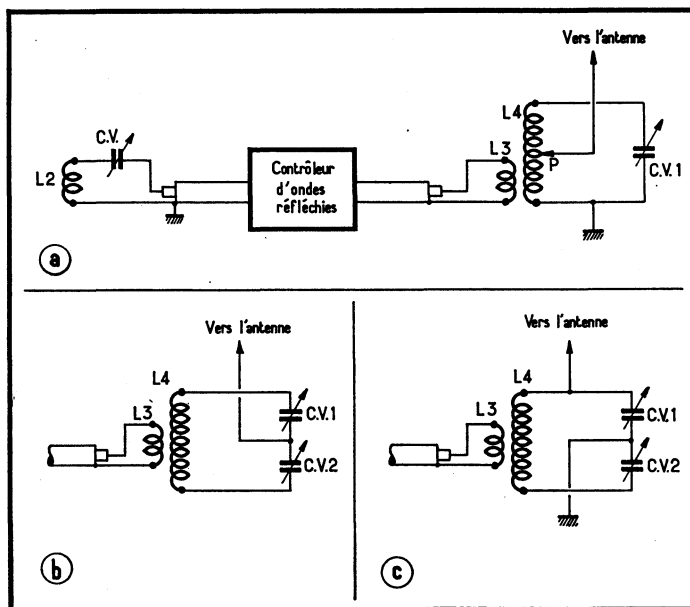 Vers l'antenne
L4
C.V.
L3
L2
Contrôleur
d'ondes
réfléchies
P
C.V.1
a
Vers l'antenne
L4
L3
C.V.1
C.V.2
b
Vers l'antenne
L4
L3
C.V.1
C.V.2
c